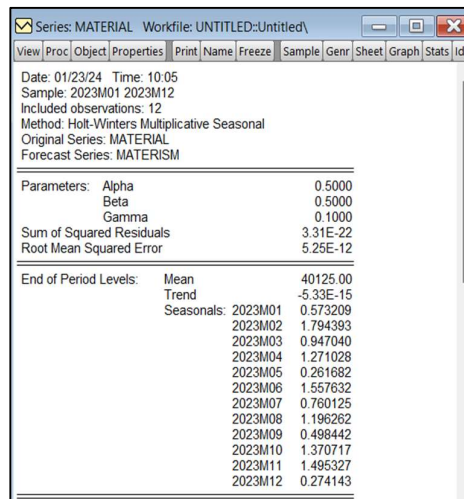 Series: MATERIAL Workfile: UNTITLED::Untitled\
View Proc Object Properties Print Name Freeze Sample Genr Sheet Graph Stats Id
Date: 01/23/24 Time: 10:05
Sample: 2023M01 2023M12
Included observations: 12
Method: Holt-Winters Multiplicative Seasonal
Original Series: MATERIAL
Forecast Series: MATERISM
Parameters: Alpha 0.5000
Beta 0.5000
Gamma 0.1000
Sum of Squared Residuals 3.31E-22
Root Mean Squared Error 5.25E-12
End of Period Levels: Mean 40125.00
Trend -5.33E-15
Seasonals: 2023M01 0.573209
2023M02 1.794393
2023M03 0.947040
2023M04 1.271028
2023M05 0.261682
2023M06 1.557632
2023M07 0.760125
2023M08 1.196262
2023M09 0.498442
2023M10 1.370717
2023M11 1.495327
2023M12 0.274143